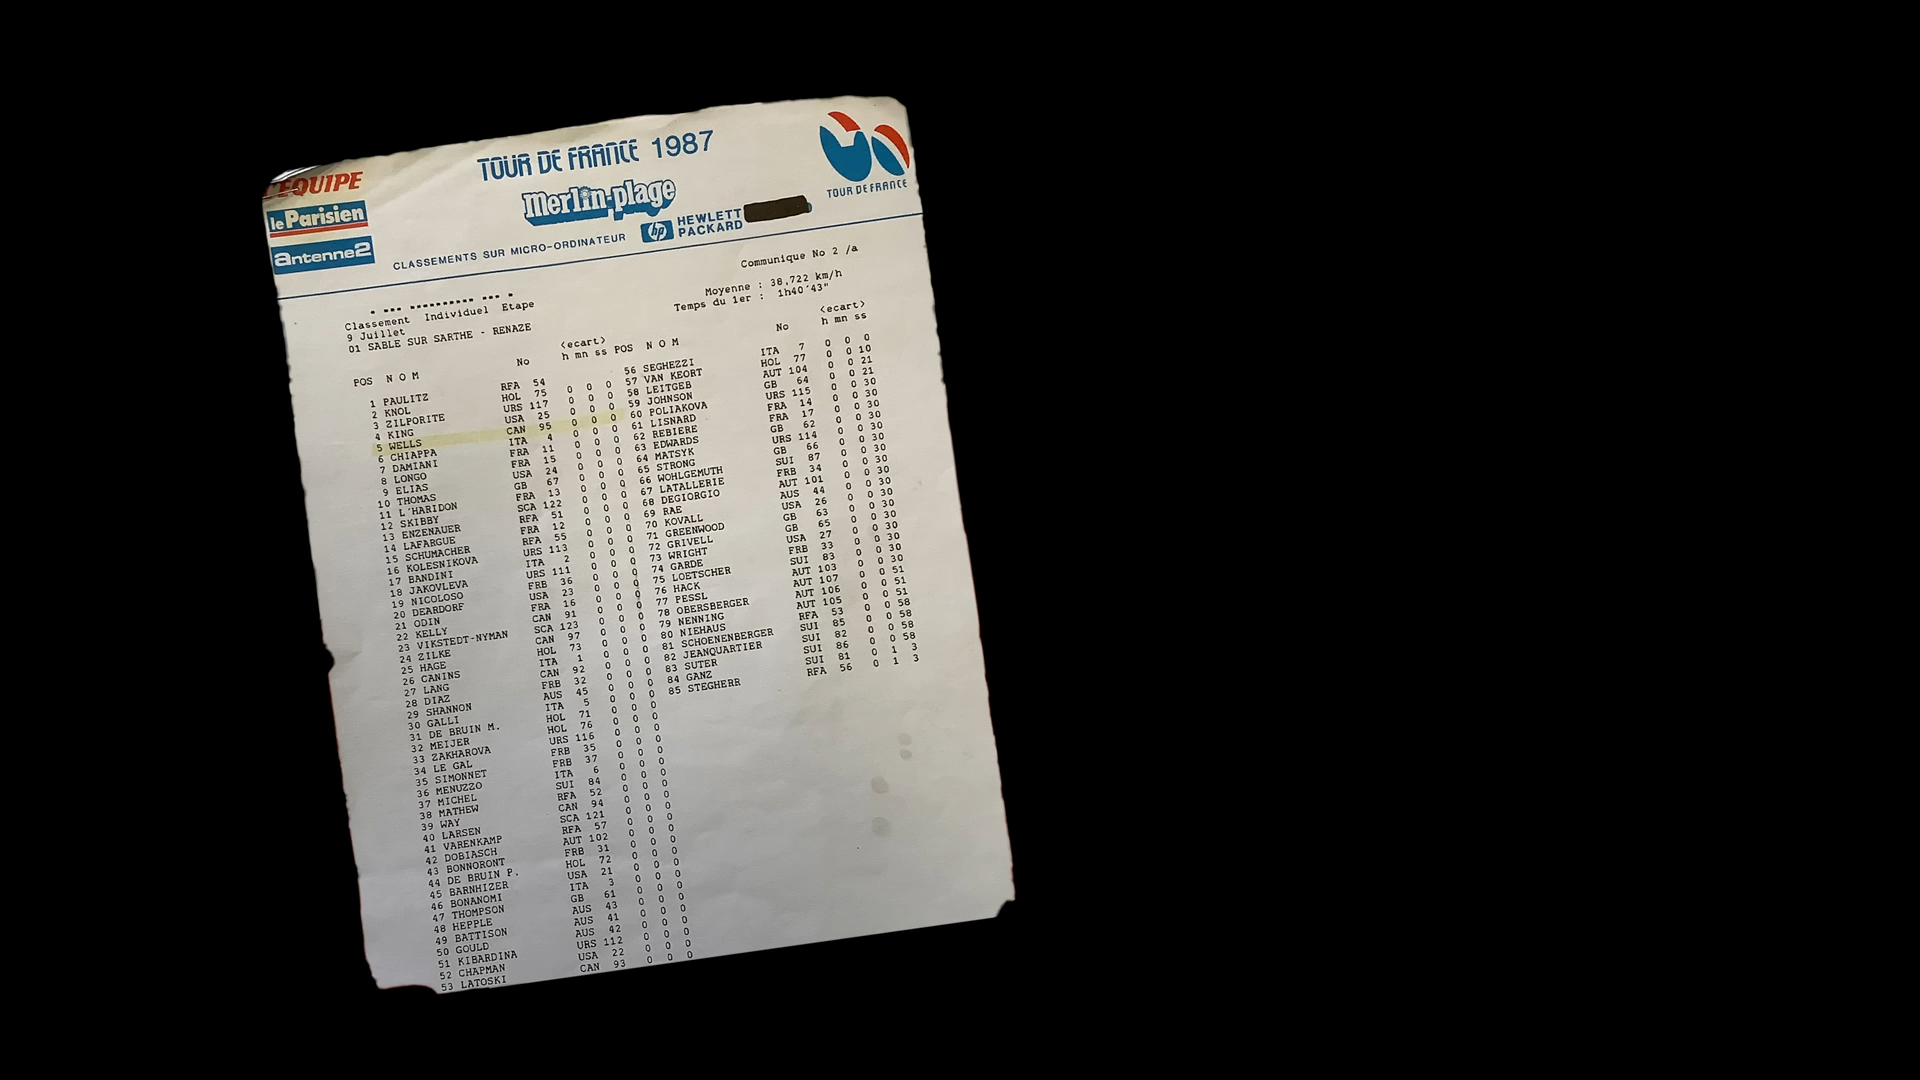 L'EQUIPE
le Parisien
antenne2
TOUR DE FRANCE 1987
Merlin-plage
CLASSEMENTS SUR MICRO-ORDINATEUR hp HEWLETT PACKARD
TOUR DE FRANCE
Communique No 2 /a
Classement Individuel Etape
9 Juillet
01 SABLE SUR SARTHE - RENAZE
Moyenne : 38,722 km/h
Temps du 1er : 1h40'43"
<ecart> <ecart>
POS N O M No h mn ss POS N O M No h mn ss
1 PAULITZ RFA 54 56 SEGHEZZI ITA 7 0 0 0
2 KNOL HOL 75 0 0 0 57 VAN KEORT HOL 77 0 0 10
3 ZILPORITE URS 117 0 0 0 58 LEITGEB AUT 104 0 0 21
4 KING USA 25 0 0 0 59 JOHNSON GB 64 0 0 21
5 WELLS CAN 95 0 0 0 60 POLIAKOVA URS 115 0 0 30
6 CHIAPPA ITA 4 0 0 0 61 LISNARD FRA 14 0 0 30
7 DAMIANI FRA 11 0 0 0 62 REBIERE FRA 17 0 0 30
8 LONGO FRA 15 0 0 0 63 EDWARDS GB 62 0 0 30
9 ELIAS USA 24 0 0 0 64 MATSYK URS 114 0 0 30
10 THOMAS GB 67 0 0 0 65 STRONG GB 66 0 0 30
11 L'HARIDON FRA 13 0 0 0 66 WOHLGEMUTH SUI 87 0 0 30
12 SKIBBY SCA 122 0 0 0 67 LATALLERIE FRB 34 0 0 30
13 ENZENAUER RFA 51 0 0 0 68 DEGIORGIO AUT 101 0 0 30
14 LAFARGUE FRA 12 0 0 0 69 RAE AUS 44 0 0 30
15 SCHUMACHER RFA 55 0 0 0 70 KOVALL USA 26 0 0 30
16 KOLESNIKOVA URS 113 0 0 0 71 GREENWOOD GB 63 0 0 30
17 BANDINI ITA 2 0 0 0 72 GRIVELL GB 65 0 0 30
18 JAKOVLEVA URS 111 0 0 0 73 WRIGHT USA 27 0 0 30
19 NICOLOSO FRB 36 0 0 0 74 GARDE FRB 33 0 0 30
20 DEARDORF USA 23 0 0 0 75 LOETSCHER SUI 83 0 0 30
21 ODIN FRA 16 0 0 0 76 HACK AUT 103 0 0 30
22 KELLY CAN 91 0 0 0 77 PESSL AUT 107 0 0 30
23 VIKSTEDT-NYMAN SCA 123 0 0 0 78 OBERSBERGER AUT 106 0 0 51
24 ZILKE CAN 97 0 0 0 79 NENNING AUT 105 0 0 51
25 HAGE HOL 73 0 0 0 80 NIEHAUS RFA 53 0 0 51
26 CANINS ITA 1 0 0 0 81 SCHOENENBERGER SUI 85 0 0 58
27 LANG CAN 92 0 0 0 82 JEANQUARTIER SUI 82 0 0 58
28 DIAZ FRB 32 0 0 0 83 SUTER SUI 86 0 0 58
29 SHANNON AUS 45 0 0 0 84 GANZ SUI 81 0 1 3
30 GALLI ITA 5 0 0 0 85 STEGHERR RFA 56 0 1 3
31 DE BRUIN M. HOL 71 0 0 0
32 MEIJER HOL 76 0 0 0
33 ZAKHAROVA URS 116 0 0 0
34 LE GAL FRB 35 0 0 0
35 SIMONNET FRB 37 0 0 0
36 MENUZZO ITA 6 0 0 0
37 MICHEL SUI 84 0 0 0
38 MATHEW RFA 52 0 0 0
39 WAY CAN 94 0 0 0
40 LARSEN SCA 121 0 0 0
41 VARENKAMP RFA 57 0 0 0
42 DOBIASCH AUT 102 0 0 0
43 BONNORONT FRB 31 0 0 0
44 DE BRUIN P. HOL 72 0 0 0
45 BARNHIZER USA 21 0 0 0
46 BONANOMI ITA 3 0 0 0
47 THOMPSON GB 61 0 0 0
48 HEPPLE AUS 43 0 0 0
49 BATTISON AUS 41 0 0 0
50 GOULD AUS 42 0 0 0
51 KIBARDINA URS 112 0 0 0
52 CHAPMAN USA 22 0 0 0
53 LATOSKI CAN 93 0 0 0